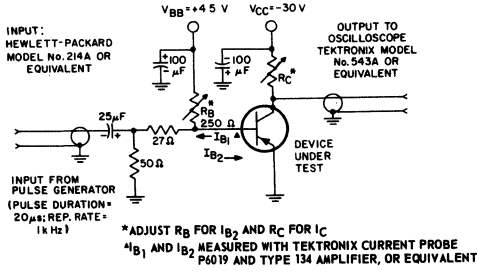 V_BB=+45 V
V_CC=-30V
INPUT:
HEWLETT-PACKARD
MODEL No. 214A OR
EQUIVALENT
OUTPUT TO
OSCILLOSCOPE
TEKTRONIX MODEL
No. 543A OR
EQUIVALENT
+ 100 μF
- 100 μF +
R_B*
R_C*
25μF
+
250 Ω
27Ω
I_B1 ▲
I_B2
50Ω
DEVICE
UNDER
TEST
INPUT FROM
PULSE GENERATOR
(PULSE DURATION=
20μs; REP. RATE=
1kHz)
*ADJUST R_B FOR I_B2 AND R_C FOR I_C
▲I_B1 AND I_B2 MEASURED WITH TEKTRONIX CURRENT PROBE
P6019 AND TYPE 134 AMPLIFIER, OR EQUIVALENT